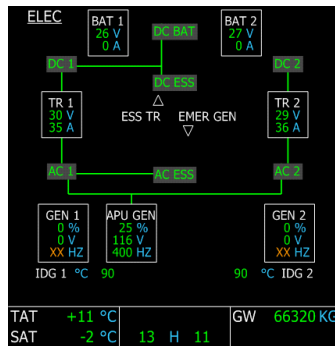 ELEC
BAT 1 DC BAT BAT 2
26 V 27 V
0 A 0 A
DC 1 DC 2
DC ESS
TR 1 TR 2
30 V ESS TR EMER GEN 29 V
35 A 36 A
AC 1 AC ESS AC 2
GEN 1 APU GEN GEN 2
0 % 25 % 0 %
0 V 116 V 0 V
XX HZ 400 HZ XX HZ
IDG 1 °C 90 90 °C IDG 2
TAT +11 °C GW 66320 KG
SAT -2 °C 13 H 11